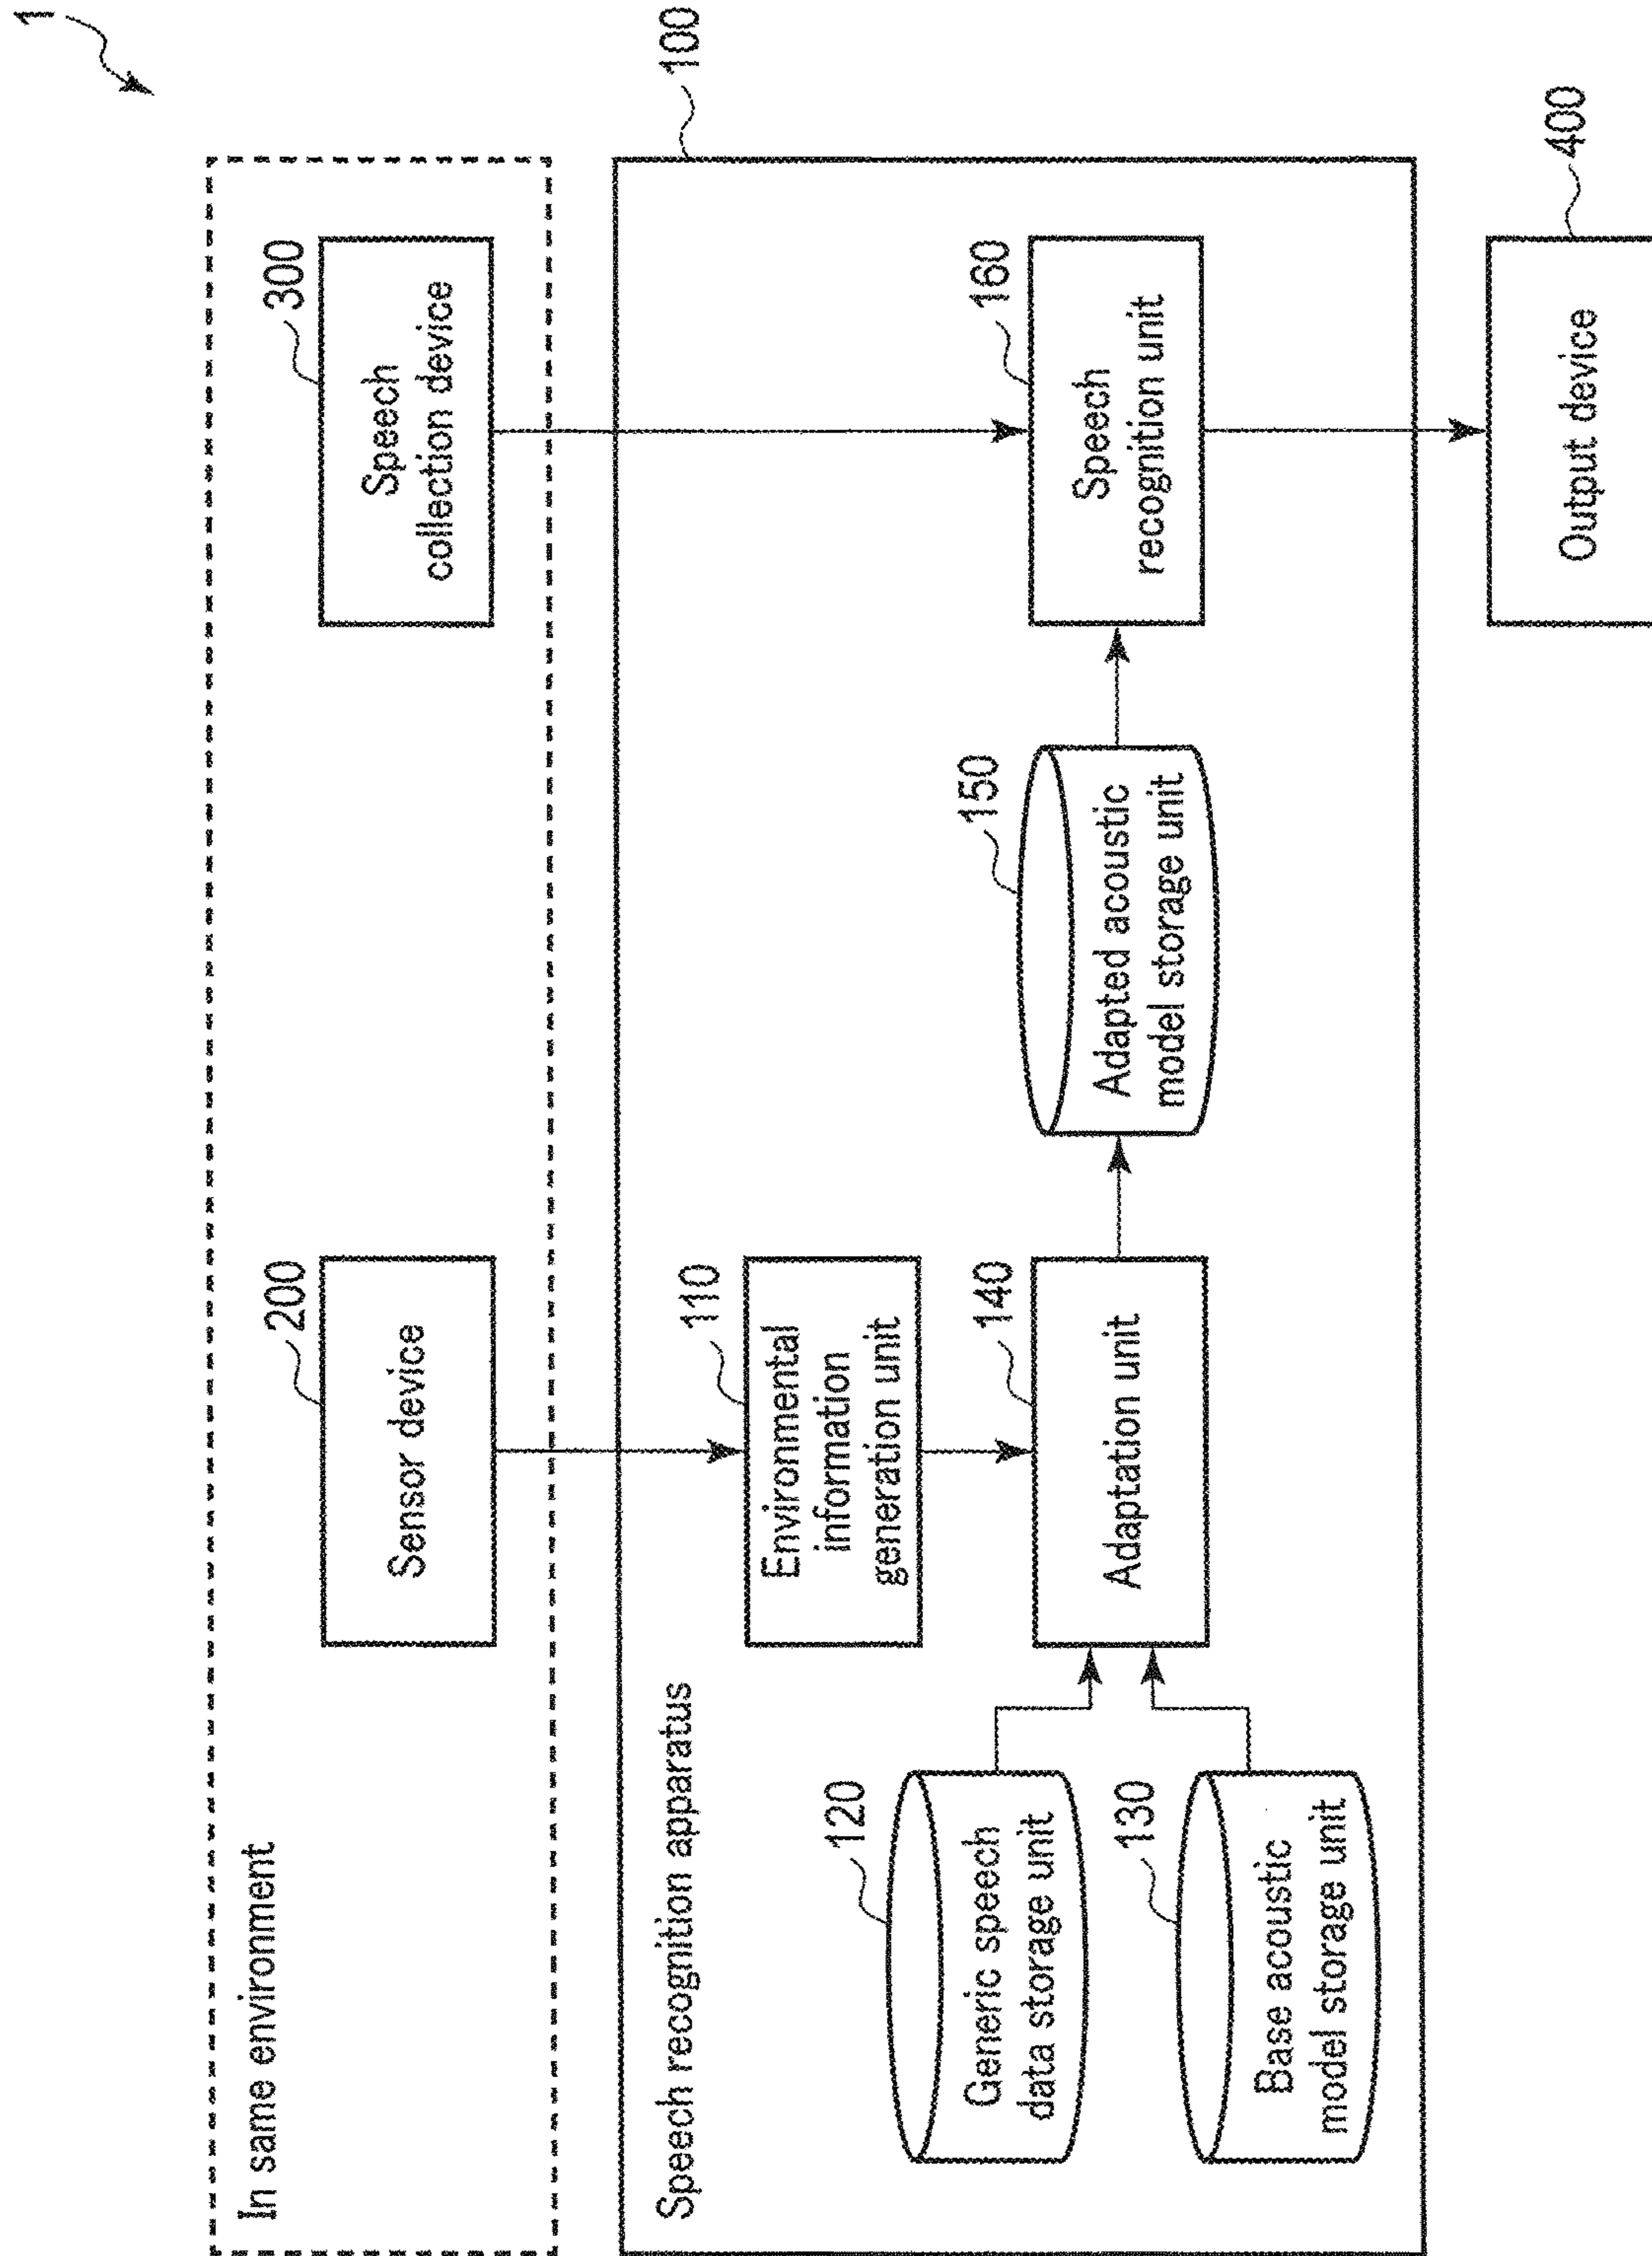 1
In same environment
200
Sensor device
300
Speech
collection device
100
Speech recognition apparatus
110
Environmental
information
generation unit
120
Generic speech
data storage unit
130
Base acoustic
model storage unit
140
Adaptation unit
150
Adapted acoustic
model storage unit
160
Speech
recognition unit
400
Output device